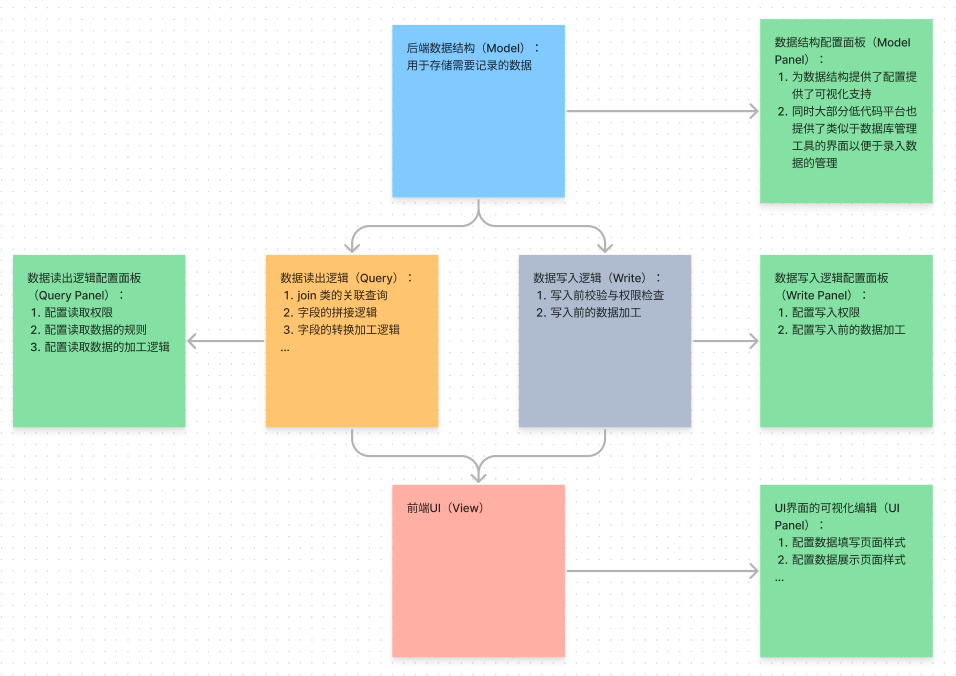 后端数据结构（Model）：
用于存储需要记录的数据
数据结构配置面板（Model
Panel）：
1. 为数据结构提供了配置提
供了可视化支持
2. 同时大部分低代码平台也
提供了类似于数据库管理
工具的界面以便于录入数
据的管理
数据读出逻辑配置面板
（Query Panel）：
1. 配置读取权限
2. 配置读取数据的规则
3. 配置读取数据的加工逻辑
数据读出逻辑（Query）：
1. join 类的关联查询
2. 字段的拼接逻辑
3. 字段的转换加工逻辑
...
数据写入逻辑（Write）：
1. 写入前校验与权限检查
2. 写入前的数据加工
数据写入逻辑配置面板
（Write Panel）：
1. 配置写入权限
2. 配置写入前的数据加工
前端UI（View）
UI界面的可视化编辑（UI
Panel）：
1. 配置数据填写页面样式
2. 配置数据展示页面样式
...